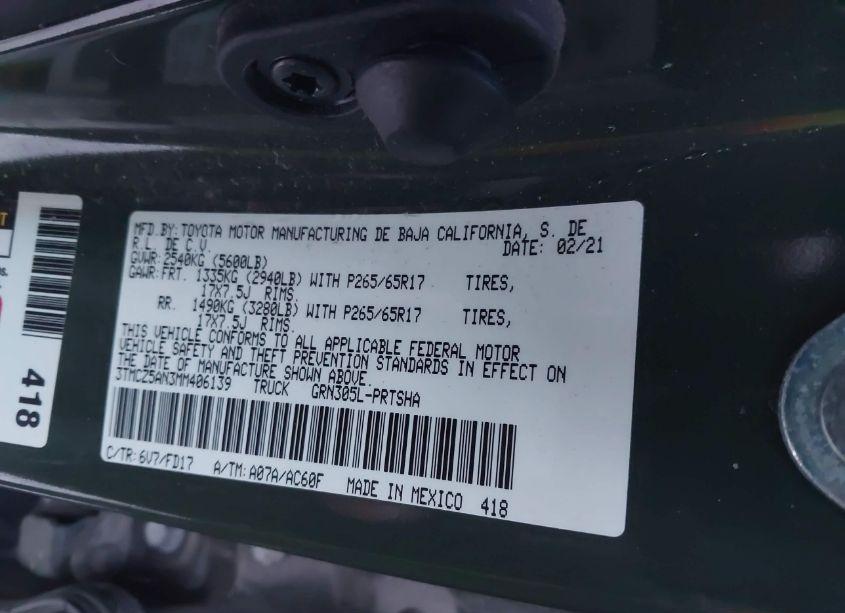 MFD.BY:TOYOTA MOTOR MANUFACTURING DE BAJA CALIFORNIA, S. DE
R.L. DE C.V. DATE: 02/21
GVWR:2540KG (5600LB)
GAWR:FRT. 1335KG (2940LB) WITH P265/65R17 TIRES,
17X7.5J RIMS.
RR. 1490KG (3280LB) WITH P265/65R17 TIRES,
17X7.5J RIMS.
THIS VEHICLE CONFORMS TO ALL APPLICABLE FEDERAL MOTOR
VEHICLE SAFETY AND THEFT PREVENTION STANDARDS IN EFFECT ON
THE DATE OF MANUFACTURE SHOWN ABOVE.
3TMCZ5AN3MM406139 TRUCK GRN305L-PRTSHA
C/TR:6V7/FD17 A/TM:A07A/AC60F MADE IN MEXICO 418
418